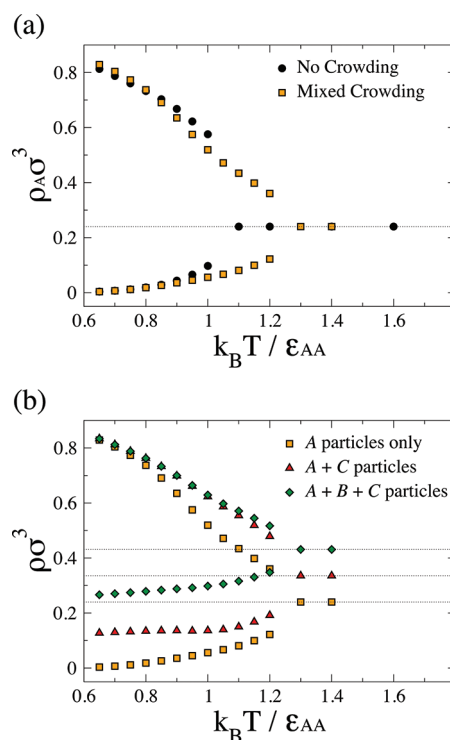 (a)
No Crowding
Mixed Crowding
ρAσ³
0.8
0.6
0.4
0.2
0
0.6 0.8 1 1.2 1.4 1.6
kBT / εAA
(b)
A particles only
A + C particles
A + B + C particles
ρσ³
0.8
0.6
0.4
0.2
0
0.6 0.8 1 1.2 1.4 1.6
kBT / εAA